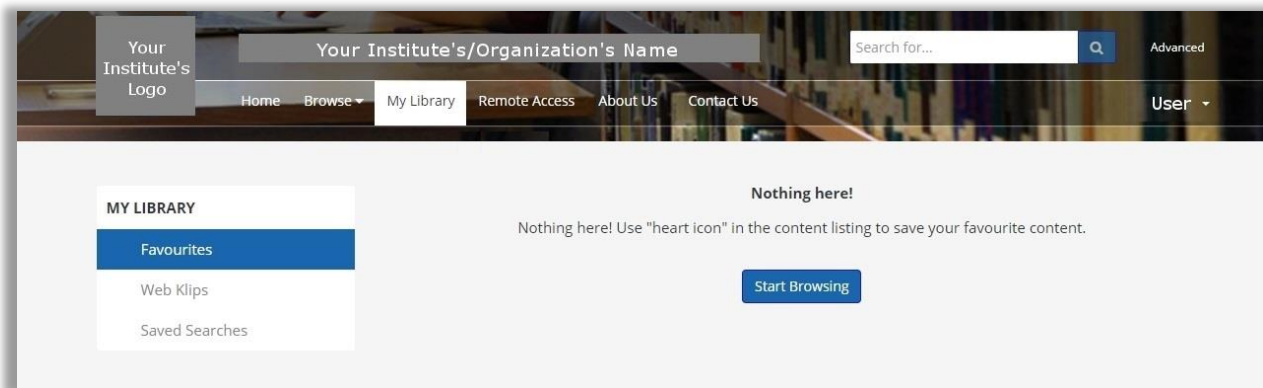 Your
Institute's
Logo
Your Institute's/Organization's Name
Search for...
Advanced
Home Browse My Library Remote Access About Us Contact Us
User
MY LIBRARY
Favourites
Web Klips
Saved Searches
Nothing here!
Nothing here! Use "heart icon" in the content listing to save your favourite content.
Start Browsing